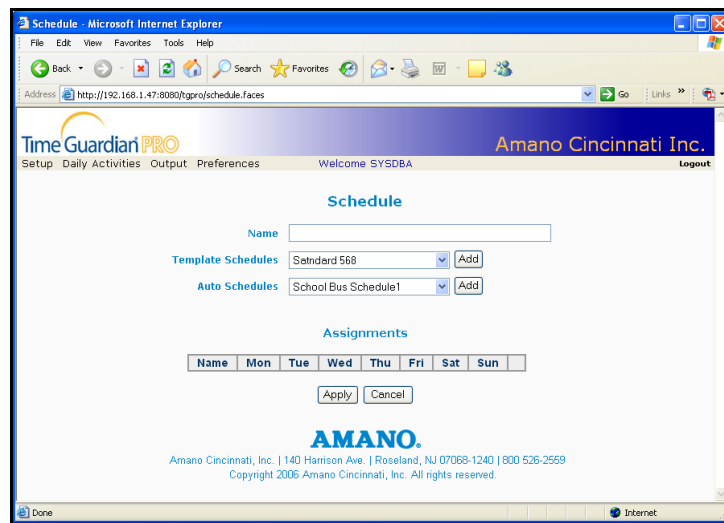 Schedule - Microsoft Internet Explorer
File Edit View Favorites Tools Help
Back Search Favorites
Address http://192.168.1.47:8080/tgpro/schedule.faces Go Links »
Time Guardian PRO Amano Cincinnati Inc.
Setup Daily Activities Output Preferences Welcome SYSDBA Logout
Schedule
Name
Template Schedules Satndard 568 Add
Auto Schedules School Bus Schedule1 Add
Assignments
Name Mon Tue Wed Thu Fri Sat Sun
Apply Cancel
AMANO.
Amano Cincinnati, Inc. | 140 Harrison Ave. | Roseland, NJ 07068-1240 | 800 526-2559
Copyright 2006 Amano Cincinnati, Inc. All rights reserved.
Done Internet